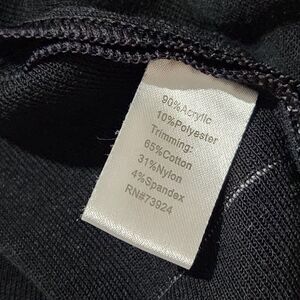 90%Acrylic
10%Polyester
Trimming:
65%Cotton
31%Nylon
4%Spandex
RN#73924